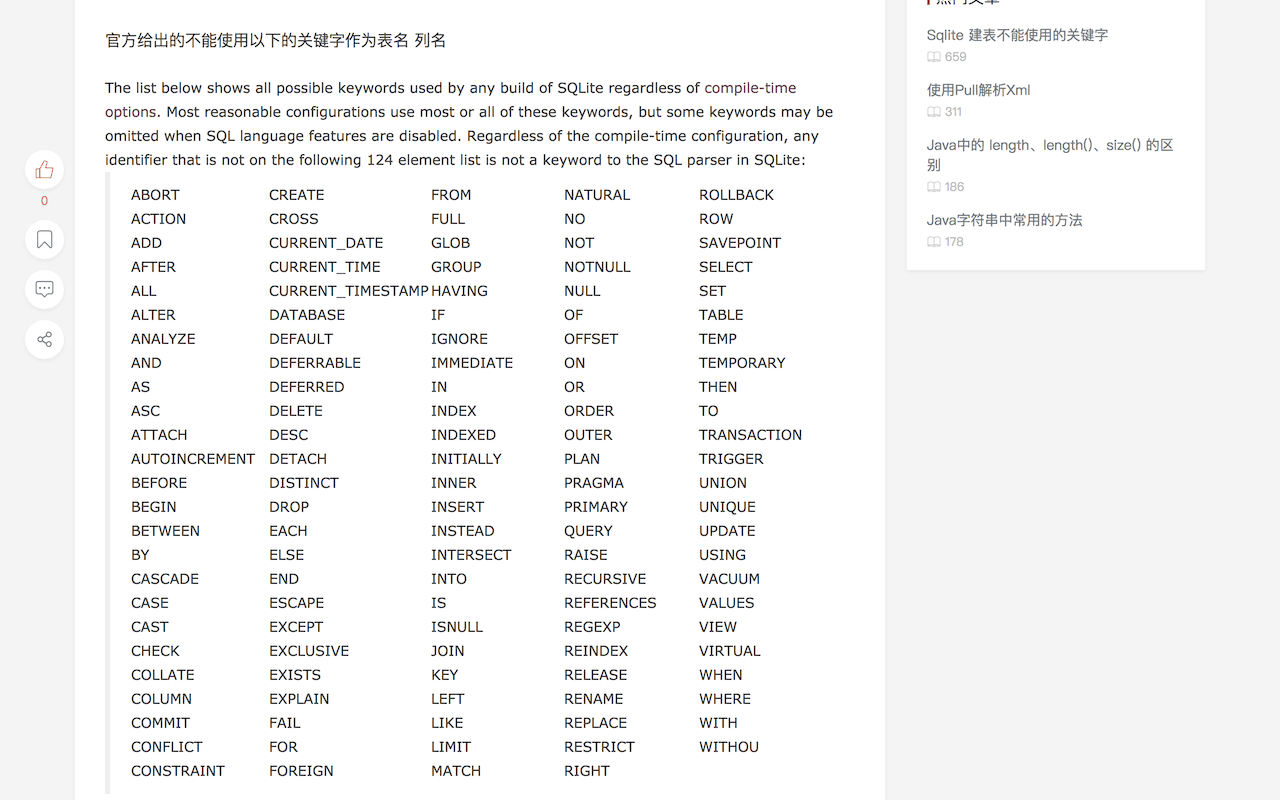 官方给出的不能使用以下的关键字作为表名 列名
The list below shows all possible keywords used by any build of SQLite regardless of compile-time
options. Most reasonable configurations use most or all of these keywords, but some keywords may be
omitted when SQL language features are disabled. Regardless of the compile-time configuration, any
identifier that is not on the following 124 element list is not a keyword to the SQL parser in SQLite:
ABORT CREATE FROM NATURAL ROLLBACK
ACTION CROSS FULL NO ROW
ADD CURRENT_DATE GLOB NOT SAVEPOINT
AFTER CURRENT_TIME GROUP NOTNULL SELECT
ALL CURRENT_TIMESTAMP HAVING NULL SET
ALTER DATABASE IF OF TABLE
ANALYZE DEFAULT IGNORE OFFSET TEMP
AND DEFERRABLE IMMEDIATE ON TEMPORARY
AS DEFERRED IN OR THEN
ASC DELETE INDEX ORDER TO
ATTACH DESC INDEXED OUTER TRANSACTION
AUTOINCREMENT DETACH INITIALLY PLAN TRIGGER
BEFORE DISTINCT INNER PRAGMA UNION
BEGIN DROP INSERT PRIMARY UNIQUE
BETWEEN EACH INSTEAD QUERY UPDATE
BY ELSE INTERSECT RAISE USING
CASCADE END INTO RECURSIVE VACUUM
CASE ESCAPE IS REFERENCES VALUES
CAST EXCEPT ISNULL REGEXP VIEW
CHECK EXCLUSIVE JOIN REINDEX VIRTUAL
COLLATE EXISTS KEY RELEASE WHEN
COLUMN EXPLAIN LEFT RENAME WHERE
COMMIT FAIL LIKE REPLACE WITH
CONFLICT FOR LIMIT RESTRICT WITHOU
CONSTRAINT FOREIGN MATCH RIGHT
0
Sqlite 建表不能使用的关键字
659
使用Pull解析Xml
311
Java中的 length、length()、size() 的区
别
186
Java字符串中常用的方法
178